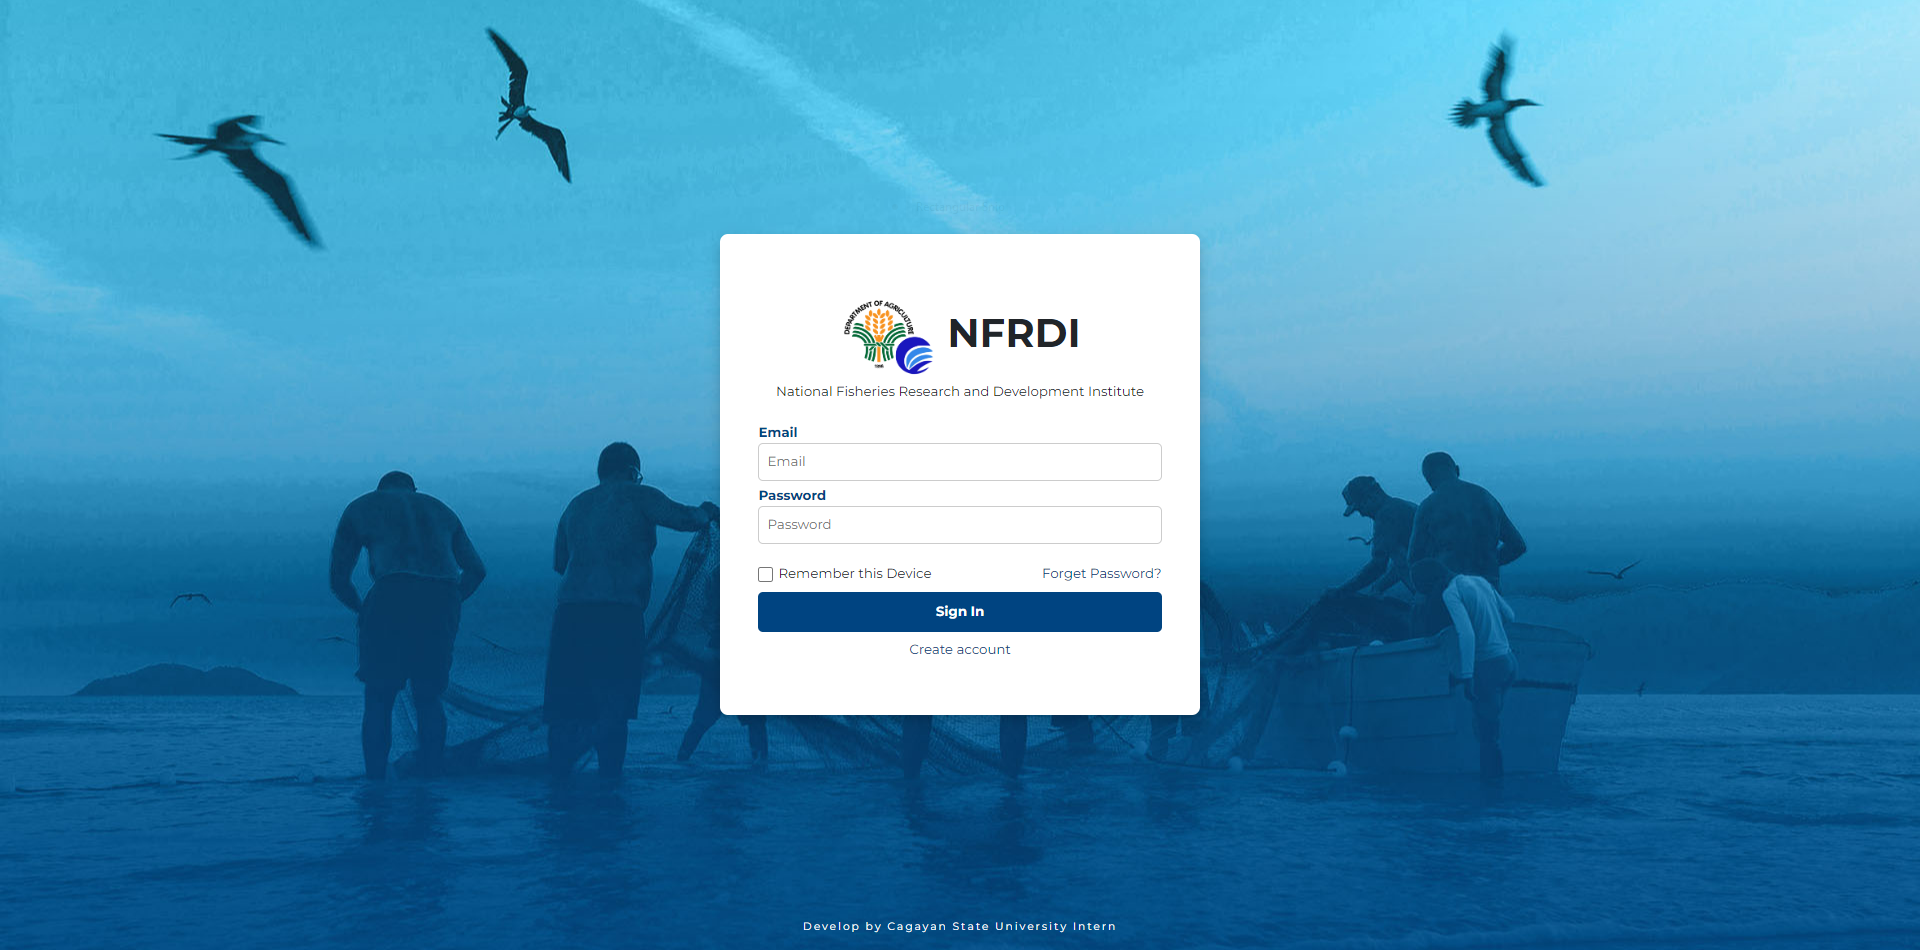 DEPARTMENT OF AGRICULTURE
NFRDI
National Fisheries Research and Development Institute
Email
Email
Password
Password
Remember this Device
Forget Password?
Sign In
Create account
Develop by Cagayan State University Intern